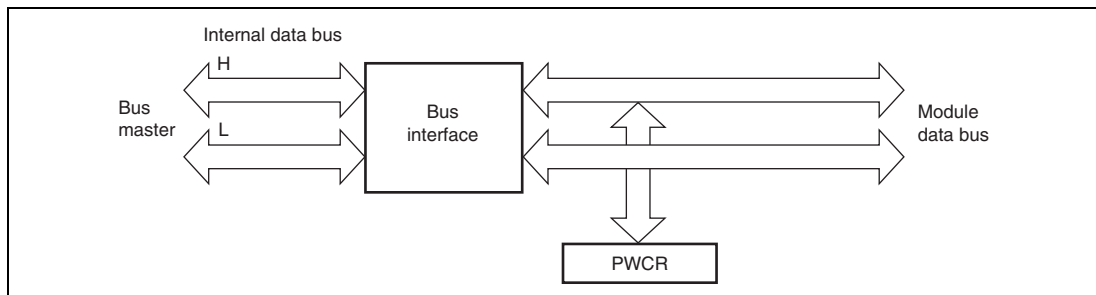 Internal data bus
H
Bus
master
L
Bus
interface
Module
data bus
PWCR